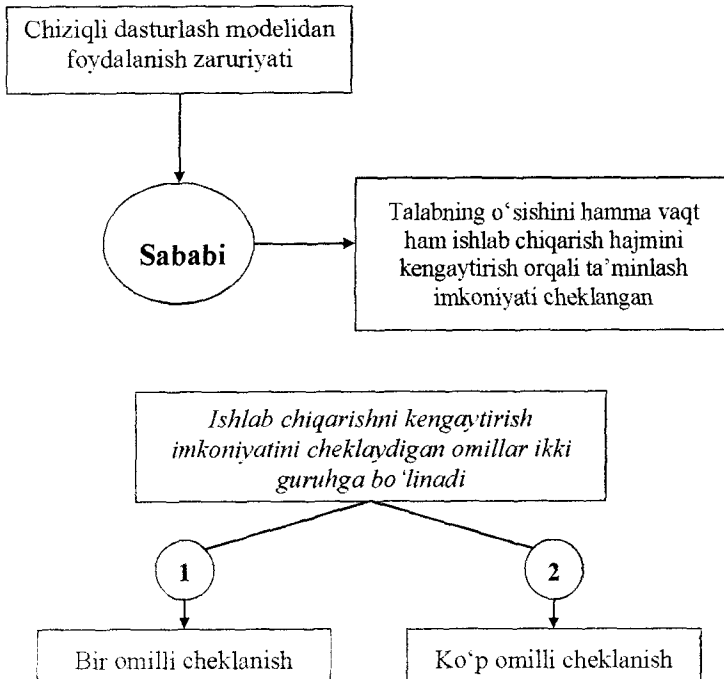 Chiziqli dasturlash modelidan
foydalanish zaruriyati
Sababi
Talabning o‘sishini hamma vaqt
ham ishlab chiqarish hajmini
kengaytirish orqali ta’minlash
imkoniyati cheklangan
Ishlab chiqarishni kengaytirish
imkoniyatini cheklaydigan omillar ikki
guruhga bo‘linadi
1
2
Bir omilli cheklanish
Ko‘p omilli cheklanish